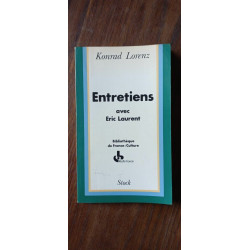 Konrad Lorenz
Entretiens
avec
Eric Laurent
Bibliothèque
de France Culture
Stock